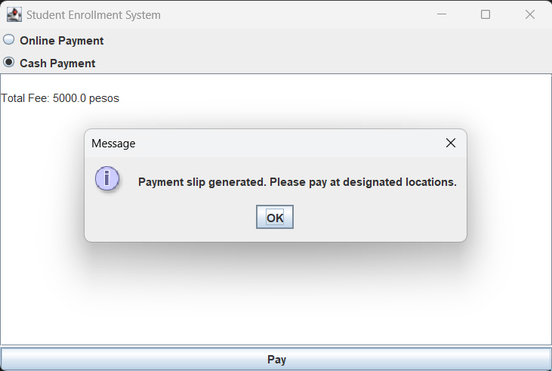 Student Enrollment System
Online Payment
Cash Payment
Total Fee: 5000.0 pesos
Message
Payment slip generated. Please pay at designated locations.
OK
Pay